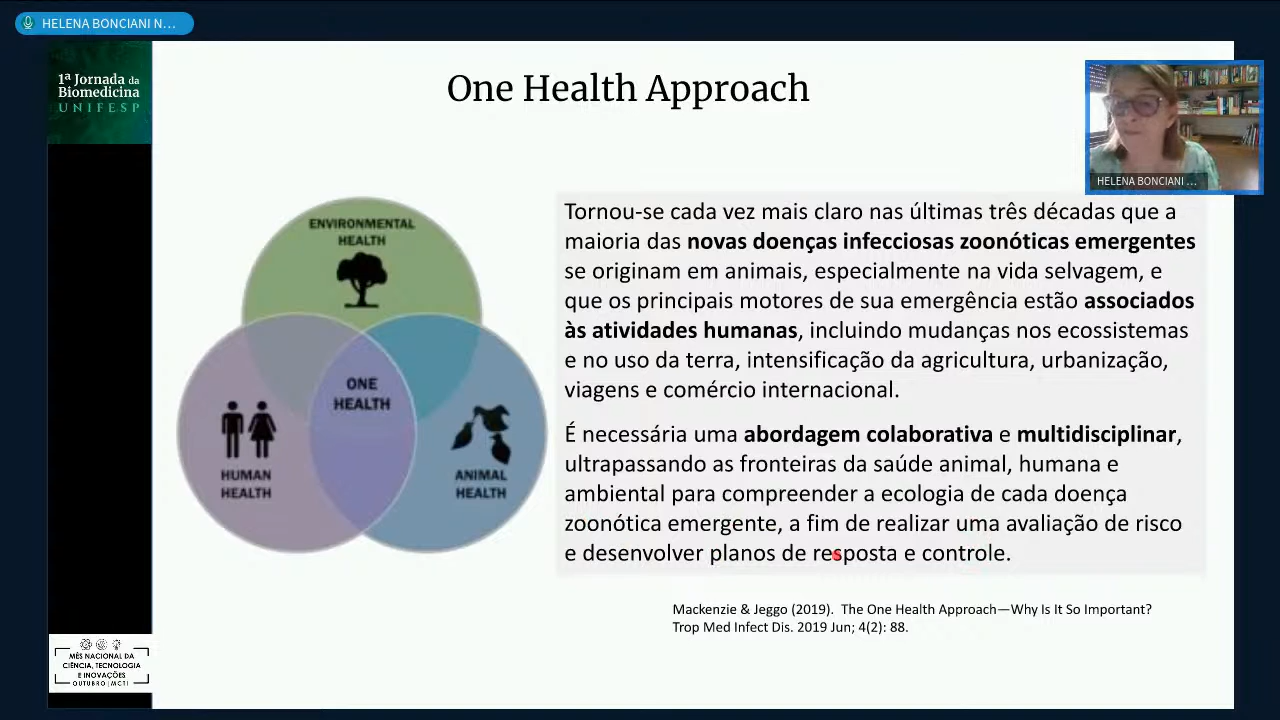 HELENA BONCIANI N...
1ª Jornada da
Biomedicina
UNIFESP
One Health Approach
HELENA BONCIANI ...
ENVIRONMENTAL
HEALTH
ONE
HEALTH
HUMAN
HEALTH
ANIMAL
HEALTH
Tornou-se cada vez mais claro nas últimas três décadas que a
maioria das novas doenças infecciosas zoonóticas emergentes
se originam em animais, especialmente na vida selvagem, e
que os principais motores de sua emergência estão associados
às atividades humanas, incluindo mudanças nos ecossistemas
e no uso da terra, intensificação da agricultura, urbanização,
viagens e comércio internacional.
É necessária uma abordagem colaborativa e multidisciplinar,
ultrapassando as fronteiras da saúde animal, humana e
ambiental para compreender a ecologia de cada doença
zoonótica emergente, a fim de realizar uma avaliação de risco
e desenvolver planos de resposta e controle.
Mackenzie & Jeggo (2019). The One Health Approach—Why Is It So Important?
Trop Med Infect Dis. 2019 Jun; 4(2): 88.
MÊS NACIONAL DA
CIÊNCIA, TECNOLOGIA
E INOVAÇÕES
OUTUBRO | MCTI